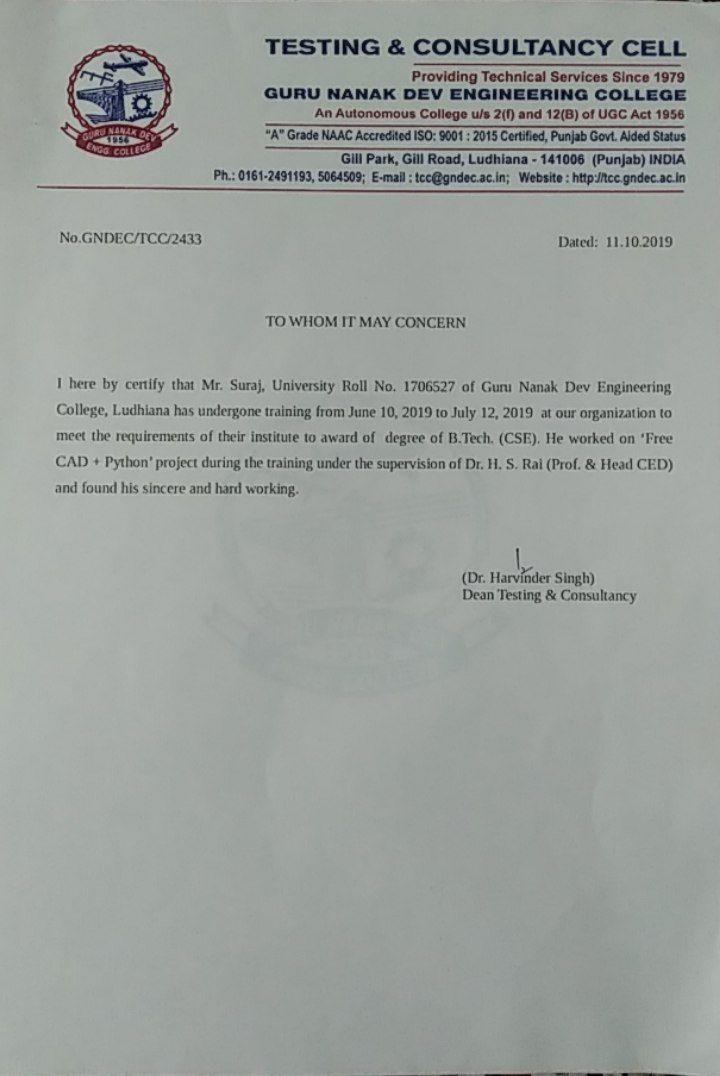 TESTING & CONSULTANCY CELL
Providing Technical Services Since 1979
GURU NANAK DEV ENGINEERING COLLEGE
An Autonomous College u/s 2(f) and 12(B) of UGC Act 1956
"A" Grade NAAC Accredited ISO: 9001 : 2015 Certified, Punjab Govt. Aided Status
Gill Park, Gill Road, Ludhiana - 141006 (Punjab) INDIA
Ph.: 0161-2491193, 5064509; E-mail : tcc@gndec.ac.in; Website : http://tcc.gndec.ac.in
GURU NANAK DEV
1956
ENGG. COLLEGE
No.GNDEC/TCC/2433
Dated: 11.10.2019
TO WHOM IT MAY CONCERN
I here by certify that Mr. Suraj, University Roll No. 1706527 of Guru Nanak Dev Engineering
College, Ludhiana has undergone training from June 10, 2019 to July 12, 2019 at our organization to
meet the requirements of their institute to award of degree of B.Tech. (CSE). He worked on ‘Free
CAD + Python’ project during the training under the supervision of Dr. H. S. Rai (Prof. & Head CED)
and found his sincere and hard working.
(Dr. Harvinder Singh)
Dean Testing & Consultancy